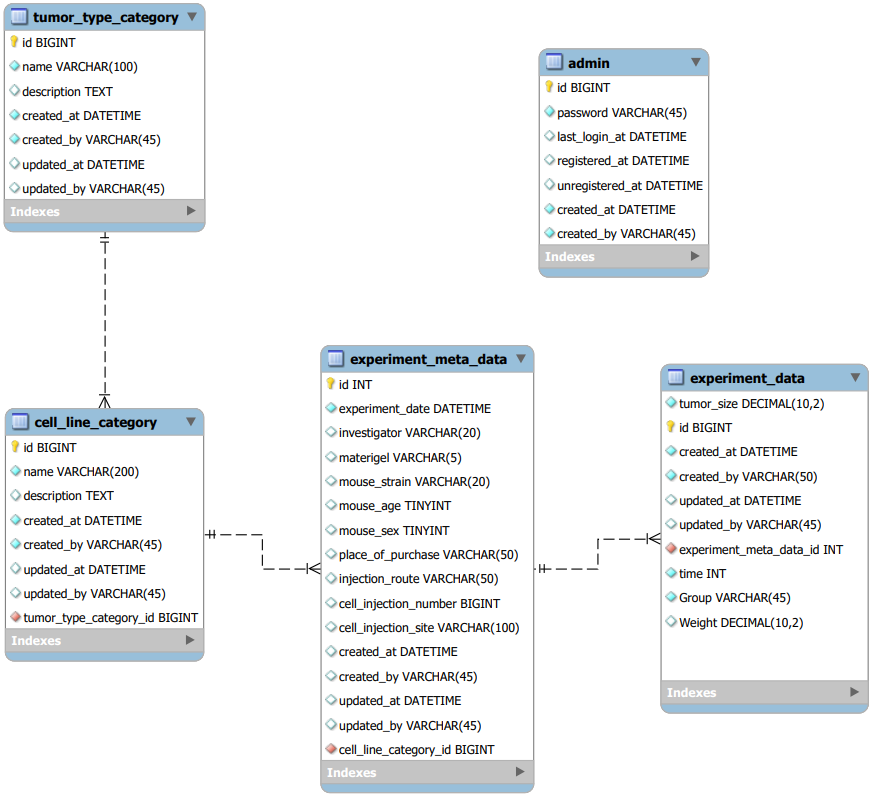 tumor_type_category
id BIGINT
name VARCHAR(100)
description TEXT
created_at DATETIME
created_by VARCHAR(45)
updated_at DATETIME
updated_by VARCHAR(45)
Indexes
admin
id BIGINT
password VARCHAR(45)
last_login_at DATETIME
registered_at DATETIME
unregistered_at DATETIME
created_at DATETIME
created_by VARCHAR(45)
Indexes
cell_line_category
id BIGINT
name VARCHAR(200)
description TEXT
created_at DATETIME
created_by VARCHAR(45)
updated_at DATETIME
updated_by VARCHAR(45)
tumor_type_category_id BIGINT
Indexes
experiment_meta_data
id INT
experiment_date DATETIME
investigator VARCHAR(20)
materigel VARCHAR(5)
mouse_strain VARCHAR(20)
mouse_age TINYINT
mouse_sex TINYINT
place_of_purchase VARCHAR(50)
injection_route VARCHAR(50)
cell_injection_number BIGINT
cell_injection_site VARCHAR(100)
created_at DATETIME
created_by VARCHAR(45)
updated_at DATETIME
updated_by VARCHAR(45)
cell_line_category_id BIGINT
Indexes
experiment_data
tumor_size DECIMAL(10,2)
id BIGINT
created_at DATETIME
created_by VARCHAR(50)
updated_at DATETIME
updated_by VARCHAR(45)
experiment_meta_data_id INT
time INT
Group VARCHAR(45)
Weight DECIMAL(10,2)
Indexes